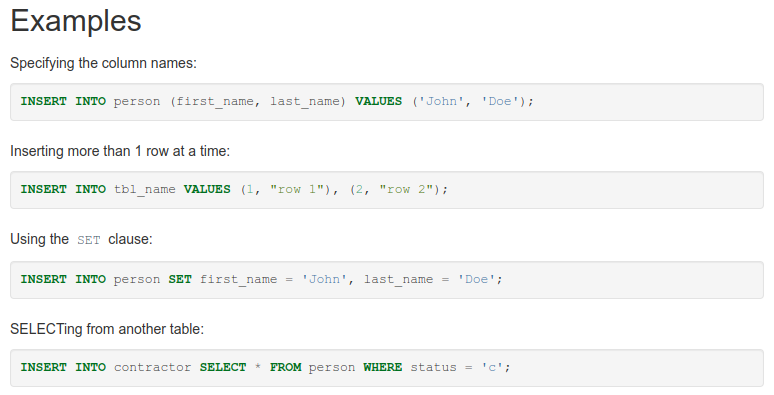 Examples
Specifying the column names:
INSERT INTO person (first_name, last_name) VALUES ('John', 'Doe');
Inserting more than 1 row at a time:
INSERT INTO tbl_name VALUES (1, "row 1"), (2, "row 2");
Using the SET clause:
INSERT INTO person SET first_name = 'John', last_name = 'Doe';
SELECTing from another table:
INSERT INTO contractor SELECT * FROM person WHERE status = 'c';